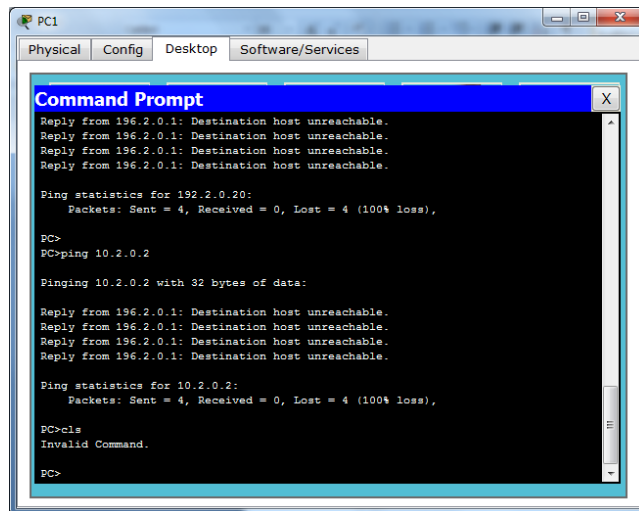 PC1
Physical Config Desktop Software/Services
Command Prompt
X
Reply from 196.2.0.1: Destination host unreachable.
Reply from 196.2.0.1: Destination host unreachable.
Reply from 196.2.0.1: Destination host unreachable.
Reply from 196.2.0.1: Destination host unreachable.
Ping statistics for 192.2.0.20:
Packets: Sent = 4, Received = 0, Lost = 4 (100% loss),
PC>
PC>ping 10.2.0.2
Pinging 10.2.0.2 with 32 bytes of data:
Reply from 196.2.0.1: Destination host unreachable.
Reply from 196.2.0.1: Destination host unreachable.
Reply from 196.2.0.1: Destination host unreachable.
Reply from 196.2.0.1: Destination host unreachable.
Ping statistics for 10.2.0.2:
Packets: Sent = 4, Received = 0, Lost = 4 (100% loss),
PC>cls
Invalid Command.
PC>